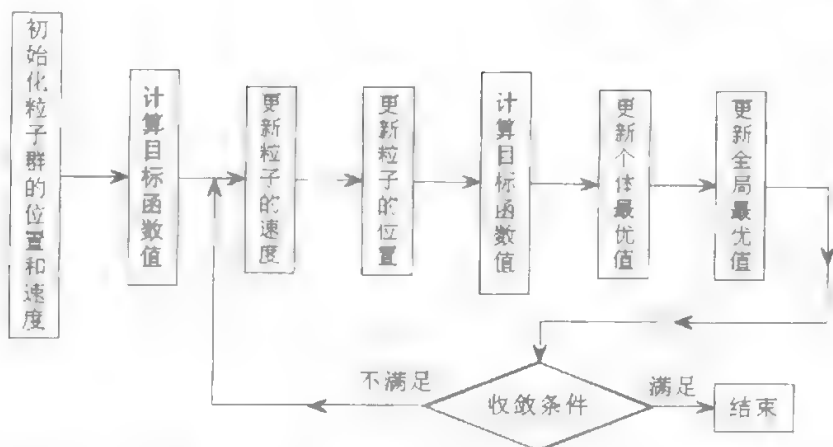 初始化粒子群的位置和速度
计算目标函数值
更新粒子的速度
更新粒子的位置
计算目标函数值
更新个体最优值
更新全局最优值
不满足
收敛条件
满足
结束